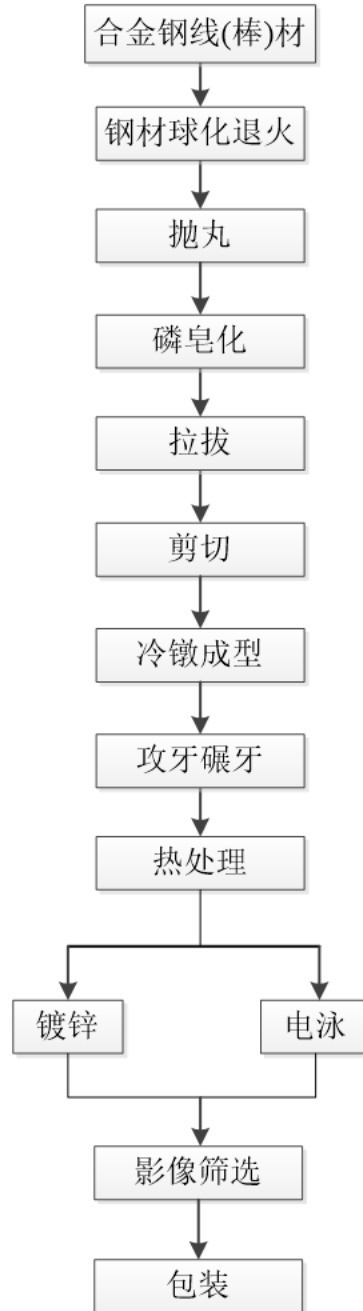 合金钢线(棒)材
钢材球化退火
抛丸
磷皂化
拉拔
剪切
冷镦成型
攻牙碾牙
热处理
镀锌
电泳
影像筛选
包装